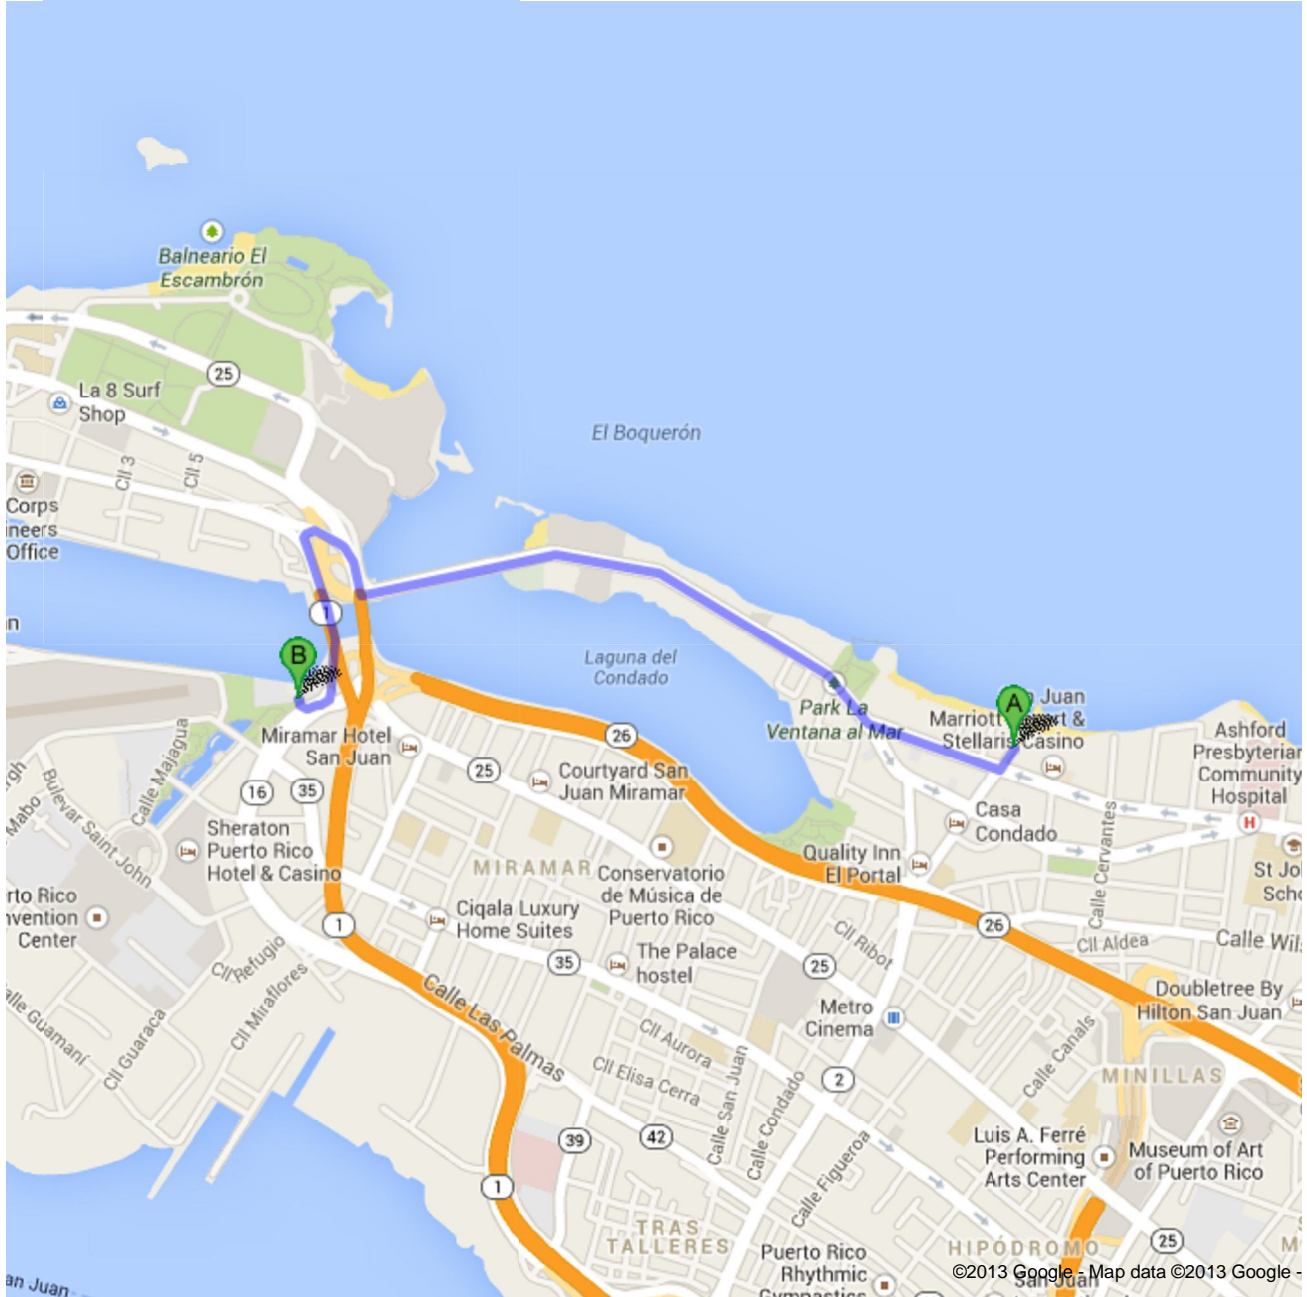 Balneario El
Escambrón
25
La 8 Surf
Shop
El Boquerón
Cll 3
Cll 5
Corps
ineers
Office
1
n
B
Laguna del
Condado
A
Juan
Marriott
t &
Stellaris Casino
Park La
Ventana al Mar
Ashford
Presbyterian
Community
Hospital
H
Miramar Hotel
San Juan
26
25
Courtyard San
Juan Miramar
Calle Majagua
16
35
Bulevar Saint John
Mabo
Casa
Condado
Calle Cervantes
Sheraton
Puerto Rico
Hotel & Casino
MIRAMAR
Conservatorio
de Música de
Puerto Rico
Quality Inn
El Portal
St Jo
Scho
rto Rico
nvention
Center
1
Ciqala Luxury
Home Suites
Cll Ribot
26
Cll Aldea
Calle Wil
Cll Refugio
Cll Miraflores
35
The Palace
hostel
25
Calle Las Palmas
Doubletree By
Hilton San Juan
alle Guamaní
Cll Guaraca
Metro
Cinema
Cll Aurora
Cll Elisa Cerra
Calle San Juan
Calle Condado
2
Calle Canals
MINILLAS
39
42
Calle Figueroa
Luis A. Ferré
Performing
Arts Center
Museum of Art
of Puerto Rico
1
TRAS
TALLERES
HIPÓDROMO
25
M
Puerto Rico
Rhythmic
Gymnastics
San Juan
an Juan
©2013 Google - Map data ©2013 Google -